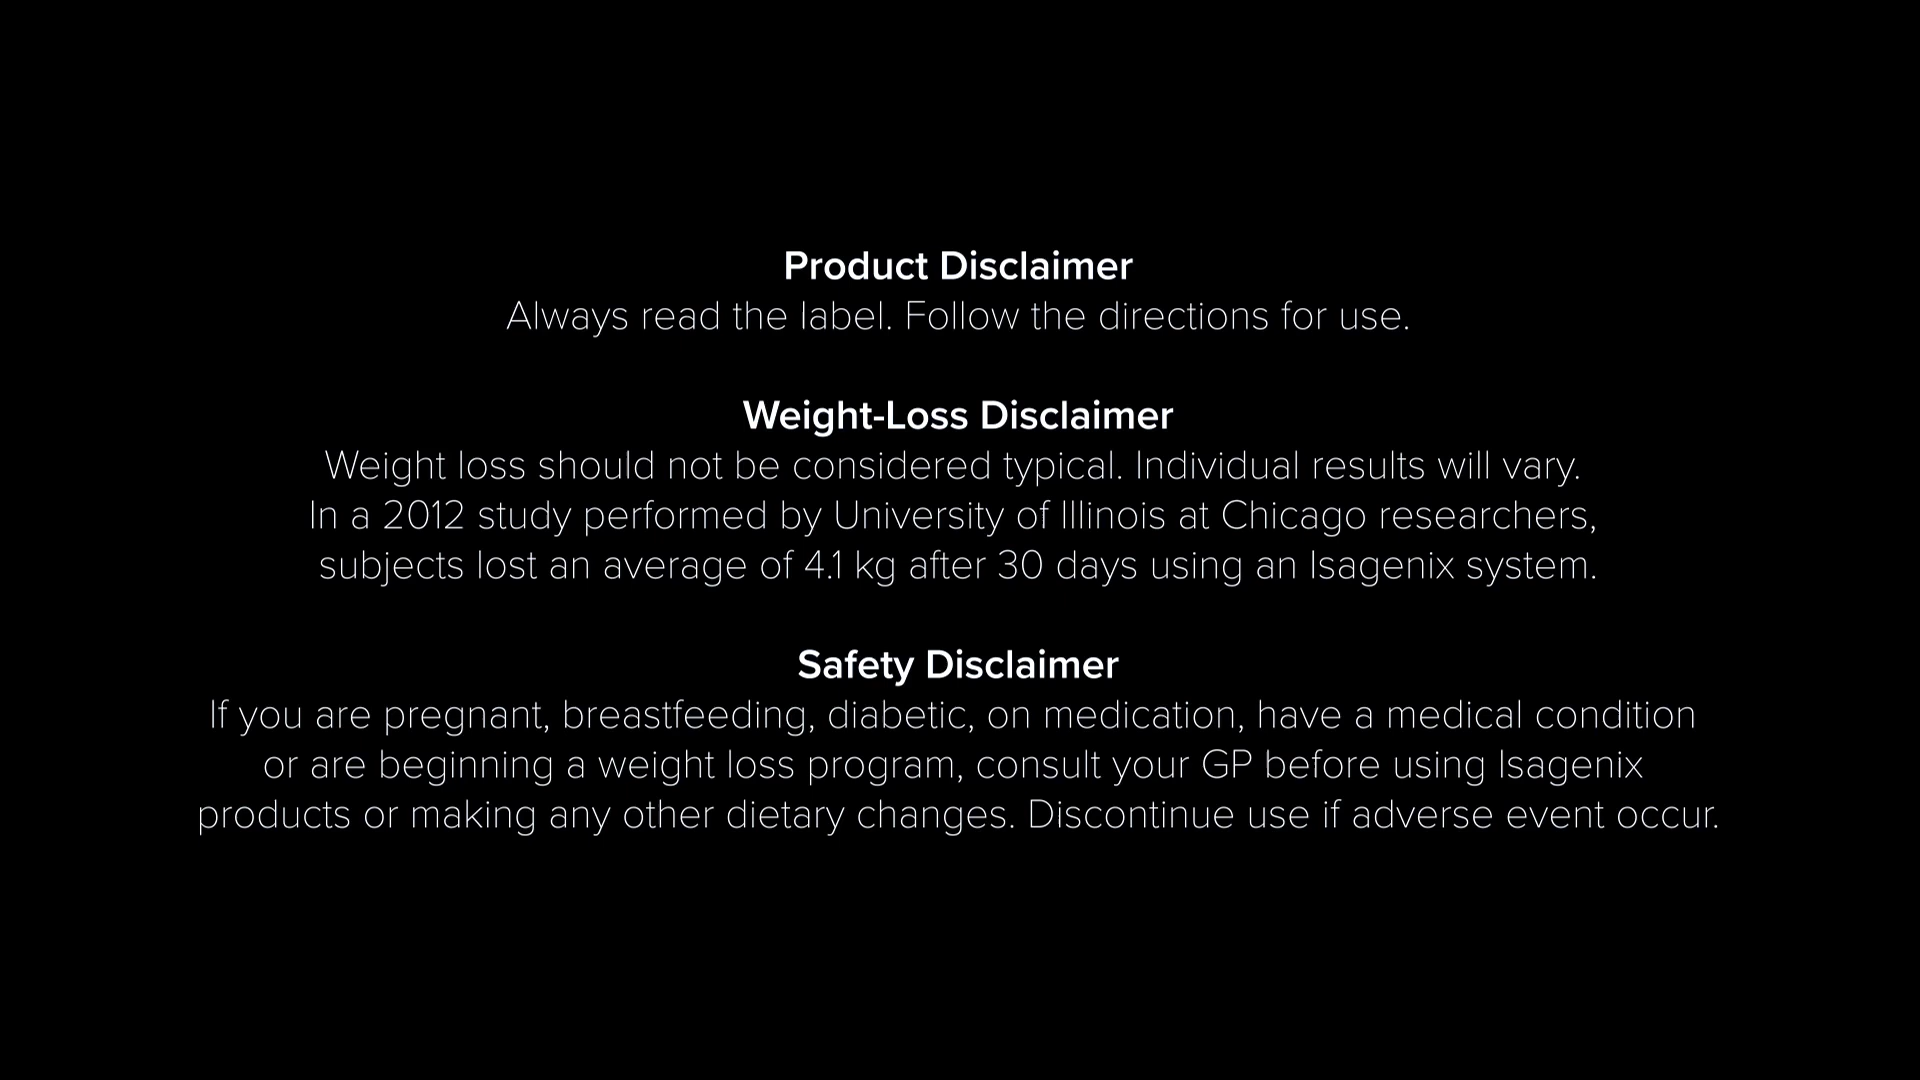 Product Disclaimer
Always read the label. Follow the directions for use.
Weight-Loss Disclaimer
Weight loss should not be considered typical. Individual results will vary.
In a 2012 study performed by University of Illinois at Chicago researchers,
subjects lost an average of 4.1 kg after 30 days using an Isagenix system.
Safety Disclaimer
If you are pregnant, breastfeeding, diabetic, on medication, have a medical condition
or are beginning a weight loss program, consult your GP before using Isagenix
products or making any other dietary changes. Discontinue use if adverse event occur.